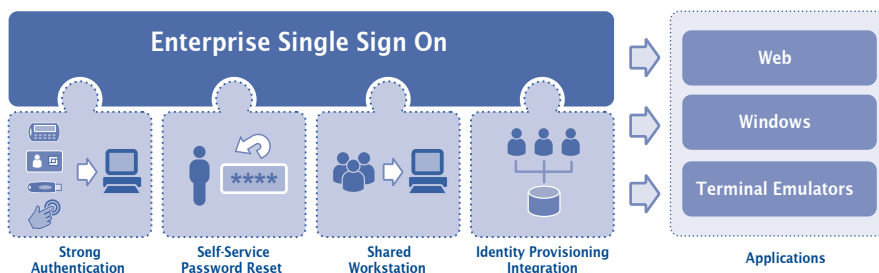 Enterprise Single Sign On
Web
Windows
Terminal Emulators
****
Strong
Authentication
Self-Service
Password Reset
Shared
Workstation
Identity Provisioning
Integration
Applications